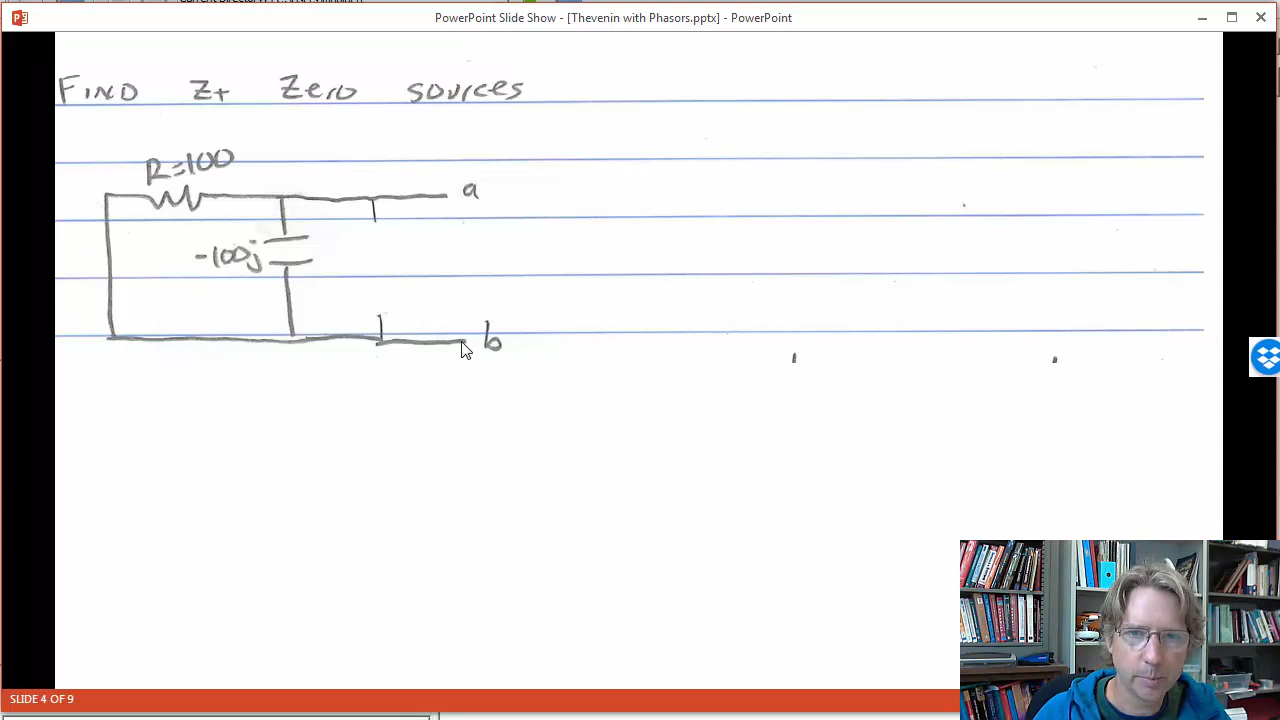 PowerPoint Slide Show - [Thevenin with Phasors.pptx] - PowerPoint
Find Zt Zero sources
R=100
a
-100j
b
SLIDE 4 OF 9